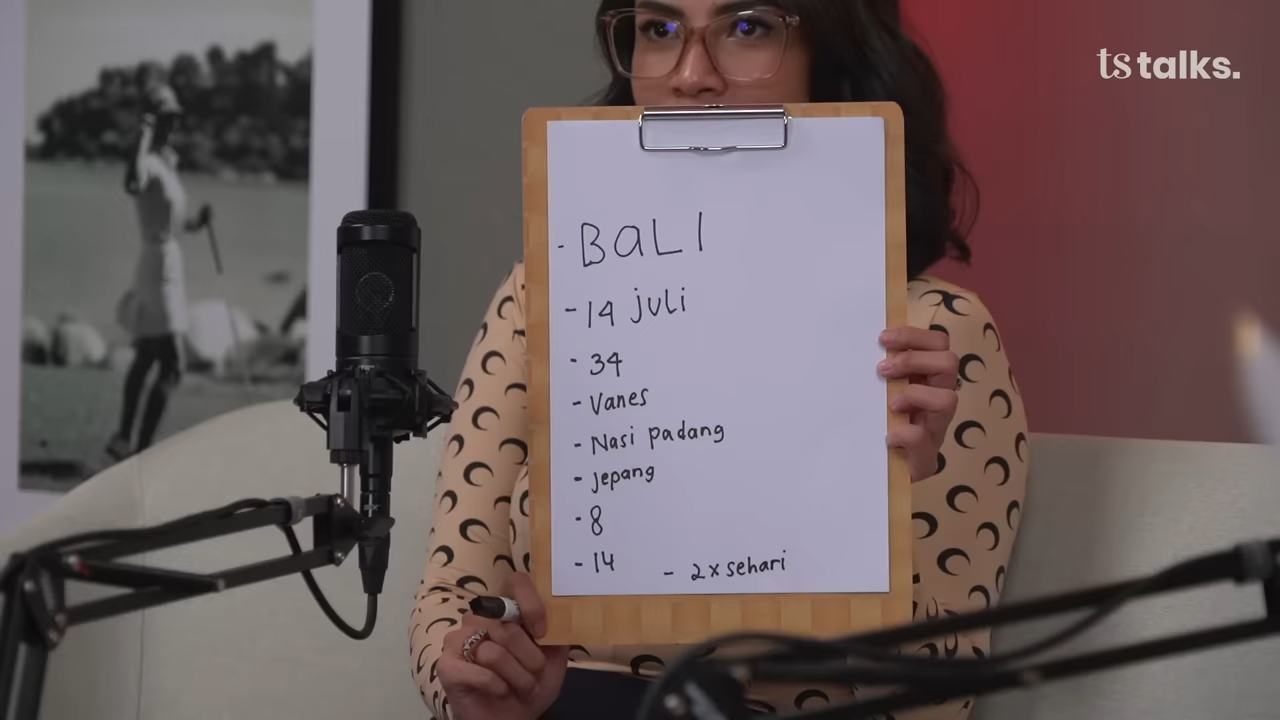 ts talks.
- BaLI
- 14 juli
- 34
- Vanes
- Nasi padang
- jepang
- 8
- 14 - 2x sehari